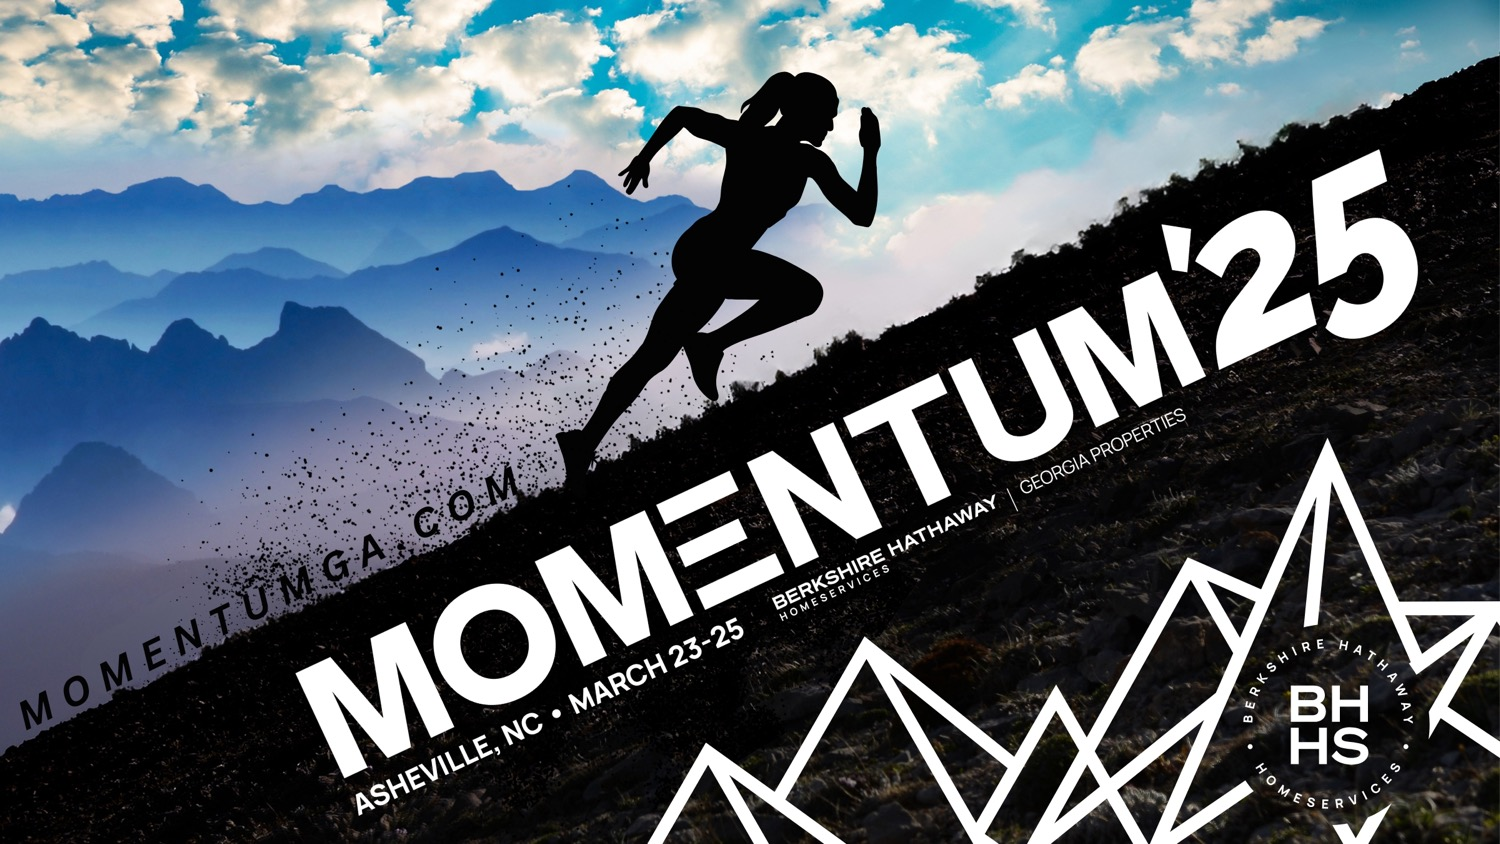 MOMENTUMGA.COM
MOMENTUM'25
BERKSHIRE HATHAWAY | GEORGIA PROPERTIES
HOMESERVICES
ASHEVILLE, NC • MARCH 23-25
BERKSHIRE HATHAWAY
BH
HS
• HOMESERVICES •